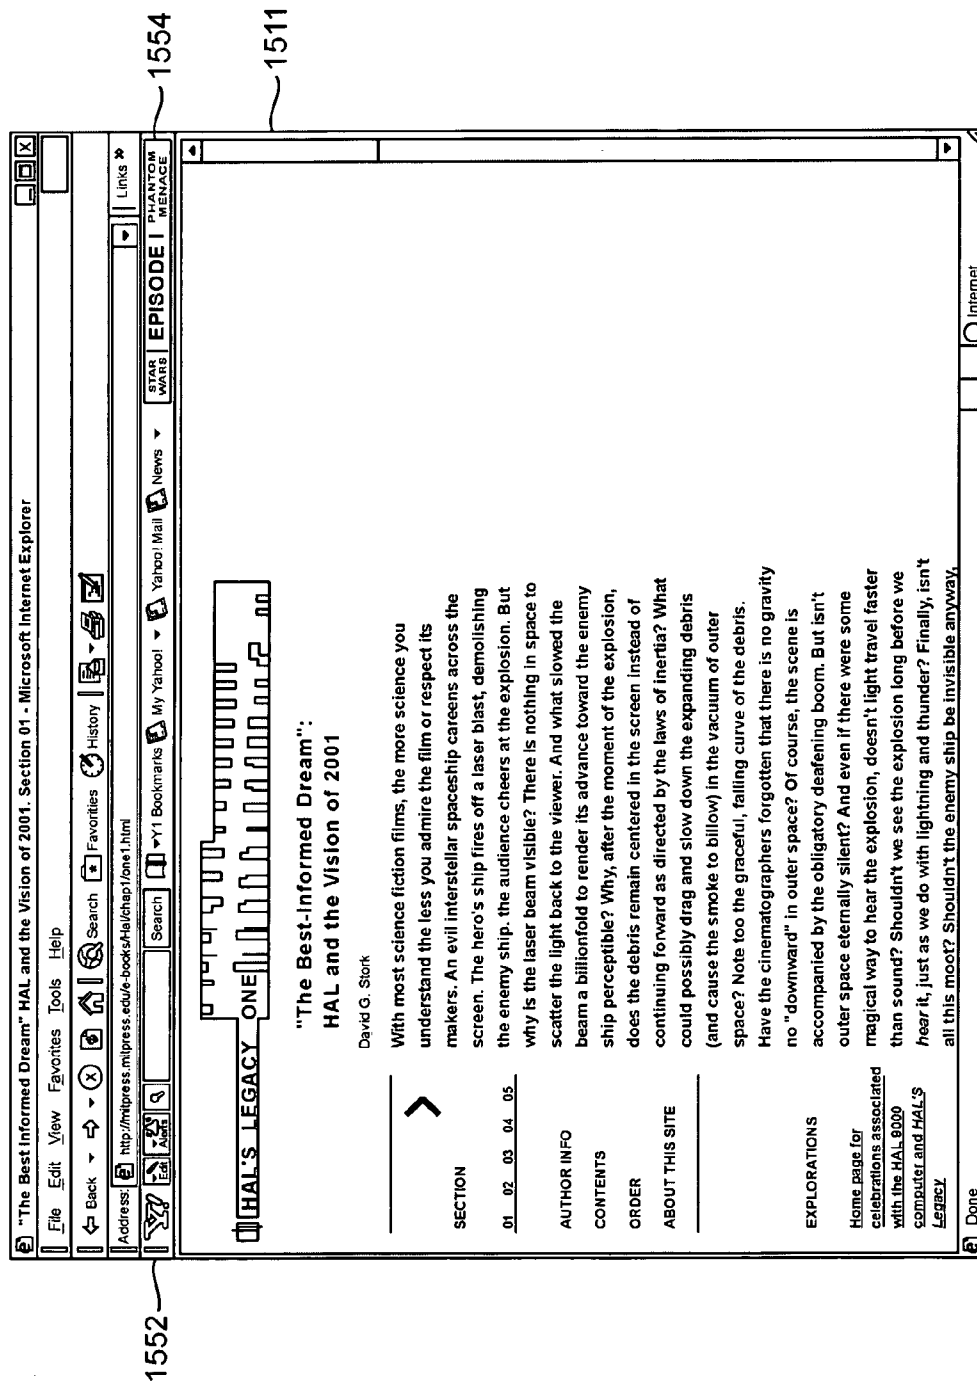 "The Best Informed Dream" HAL and the Vision of 2001. Section 01 - Microsoft Internet Explorer
File Edit View Favorites Tools Help
Back Search Favorites History
Address: http://mitpress.mitpress.edu/e-books/Hal/chap1/one1.html Links »
Edit Alerts Search Y1 Bookmarks My Yahoo! Yahoo! Mail News STAR WARS EPISODE I PHANTOM MENACE
1552
1554
1511
HAL'S LEGACY ONE
"The Best-Informed Dream":
HAL and the Vision of 2001
David G. Stork
SECTION
01 02 03 04 05
AUTHOR INFO
CONTENTS
ORDER
ABOUT THIS SITE
EXPLORATIONS
Home page for
celebrations associated
with the HAL 9000
computer and HAL'S
Legacy
With most science fiction films, the more science you
understand the less you admire the film or respect its
makers. An evil interstellar spaceship careens across the
screen. The hero's ship fires off a laser blast, demolishing
the enemy ship. the audience cheers at the explosion. But
why is the laser beam visible? There is nothing in space to
scatter the light back to the viewer. And what slowed the
beam a billionfold to render its advance toward the enemy
ship perceptible? Why, after the moment of the explosion,
does the debris remain centered in the screen instead of
continuing forward as directed by the laws of inertia? What
could possibly drag and slow down the expanding debris
(and cause the smoke to billow) in the vacuum of outer
space? Note too the graceful, falling curve of the debris.
Have the cinematographers forgotten that there is no gravity
no "downward" in outer space? Of course, the scene is
accompanied by the obligatory deafening boom. But isn't
outer space eternally silent? And even if there were some
magical way to hear the explosion, doesn't light travel faster
than sound? Shouldn't we see the explosion long before we
hear it, just as we do with lightning and thunder? Finally, isn't
all this moot? Shouldn't the enemy ship be invisible anyway,
Done Internet